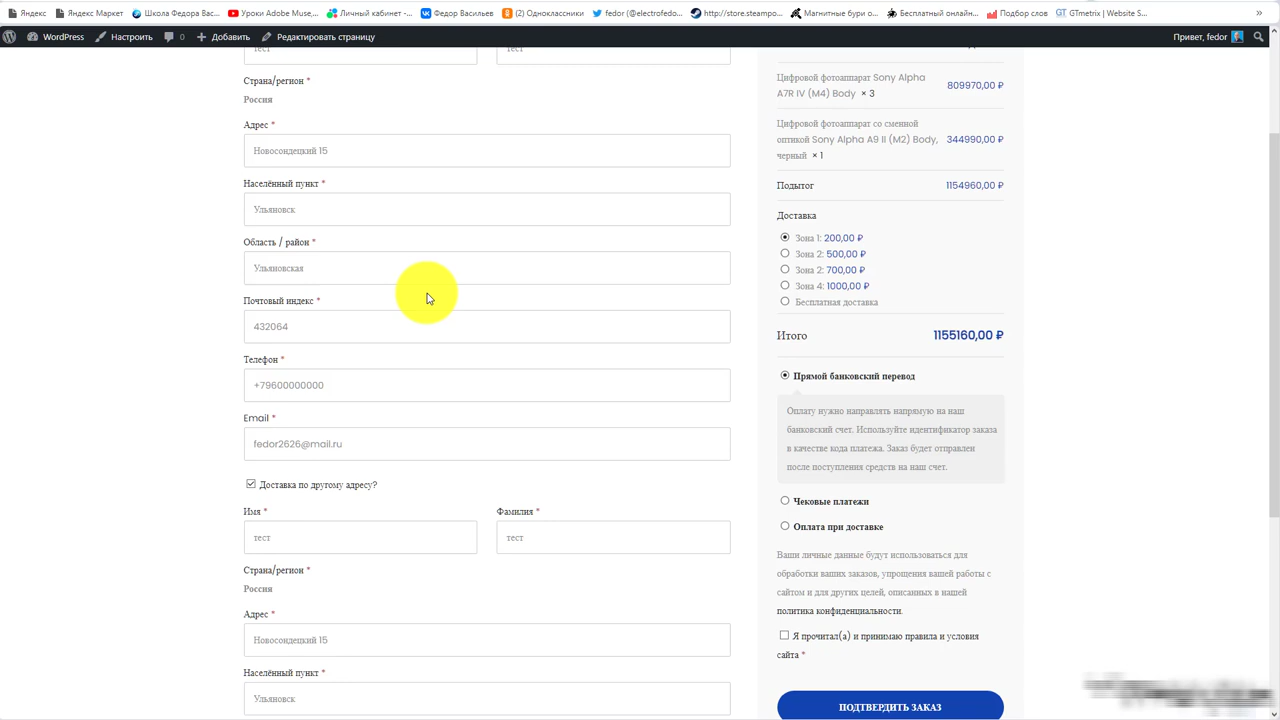 Яндекс
Яндекс Маркет
Школа Федора Вас...
Уроки Adobe Muse,...
Личный кабинет -...
Федор Васильев
(2) Одноклассники
fedor (@electrofedo...
http://store.steampo...
Магнитные бури о...
Бесплатный онлай...
Подбор слов
GTmetrix | Website S...
»
WordPress
Настроить
0
Добавить
Редактировать страницу
Привет, fedor
тест
тест
Страна/регион *
Россия
Адрес *
Новосондецкий 15
Населённый пункт *
Ульяновск
Область / район *
Ульяновская
Почтовый индекс *
432064
Телефон *
+79600000000
Email *
fedor2626@mail.ru
Доставка по другому адресу?
Имя *
Фамилия *
тест
тест
Страна/регион *
Россия
Адрес *
Новосондецкий 15
Населённый пункт *
Ульяновск
Цифровой фотоаппарат Sony Alpha
A7R IV (M4) Body × 3
809970,00 ₽
Цифровой фотоаппарат со сменной
оптикой Sony Alpha A9 II (M2) Body,
черный × 1
344990,00 ₽
Подытог
1154960,00 ₽
Доставка
Зона 1: 200,00 ₽
Зона 2: 500,00 ₽
Зона 2: 700,00 ₽
Зона 4: 1000,00 ₽
Бесплатная доставка
Итого
1155160,00 ₽
Прямой банковский перевод
Оплату нужно направлять напрямую на наш
банковский счет. Используйте идентификатор заказа
в качестве кода платежа. Заказ будет отправлен
после поступления средств на наш счет.
Чековые платежи
Оплата при доставке
Ваши личные данные будут использоваться для
обработки ваших заказов, упрощения вашей работы с
сайтом и для других целей, описанных в нашей
политика конфиденциальности.
Я прочитал(а) и принимаю правила и условия
сайта *
ПОДТВЕРДИТЬ ЗАКАЗ